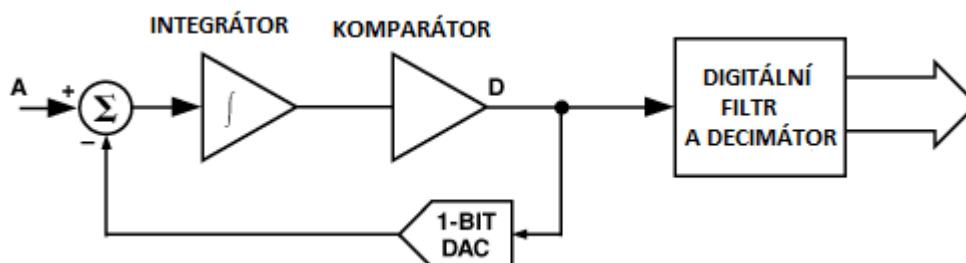 INTEGRÁTOR
KOMPARÁTOR
A
+
Σ
−
∫
D
DIGITÁLNÍ
FILTR
A DECIMÁTOR
1-BIT
DAC